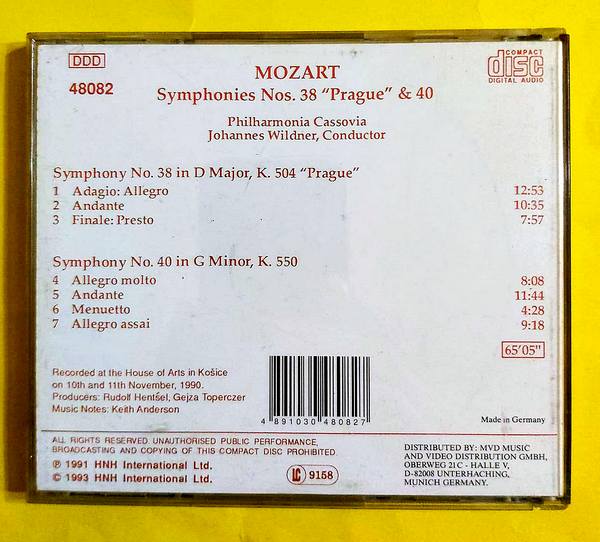 DDD
48082
COMPACT
disc
DIGITAL AUDIO
MOZART
Symphonies Nos. 38 “Prague” & 40
Philharmonia Cassovia
Johannes Wildner, Conductor
Symphony No. 38 in D Major, K. 504 “Prague”
1 Adagio: Allegro 12:53
2 Andante 10:35
3 Finale: Presto 7:57
Symphony No. 40 in G Minor, K. 550
4 Allegro molto 8:08
5 Andante 11:44
6 Menuetto 4:28
7 Allegro assai 9:18
65'05"
Recorded at the House of Arts in Košice
on 10th and 11th November, 1990.
Producers: Rudolf Hentšel, Gejza Toperczer
Music Notes: Keith Anderson
4 891030 480827
Made in Germany
ALL RIGHTS RESERVED. UNAUTHORISED PUBLIC PERFORMANCE,
BROADCASTING AND COPYING OF THIS COMPACT DISC PROHIBITED.
℗ 1991 HNH International Ltd.
© 1993 HNH International Ltd.
LC 9158
DISTRIBUTED BY: MVD MUSIC
AND VIDEO DISTRIBUTION GMBH,
OBERWEG 21C - HALLE V,
D-82008 UNTERHACHING,
MUNICH GERMANY.